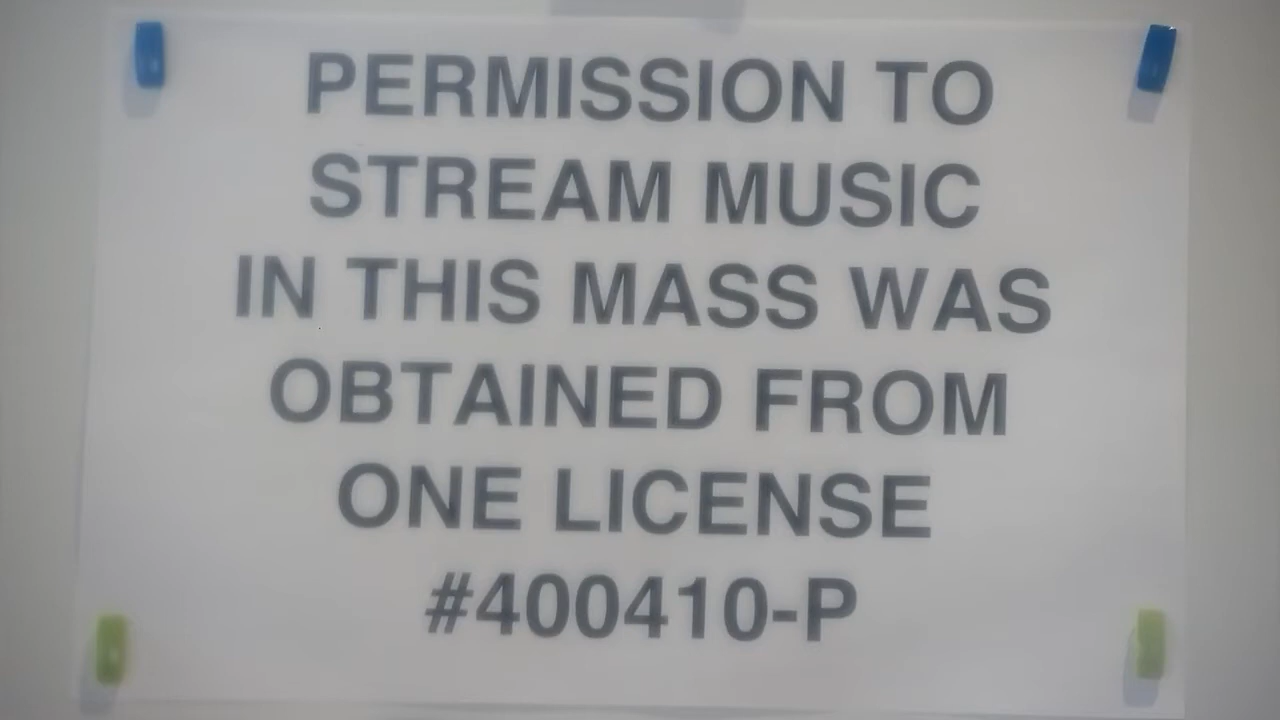 PERMISSION TO
STREAM MUSIC
IN THIS MASS WAS
OBTAINED FROM
ONE LICENSE
#400410-P